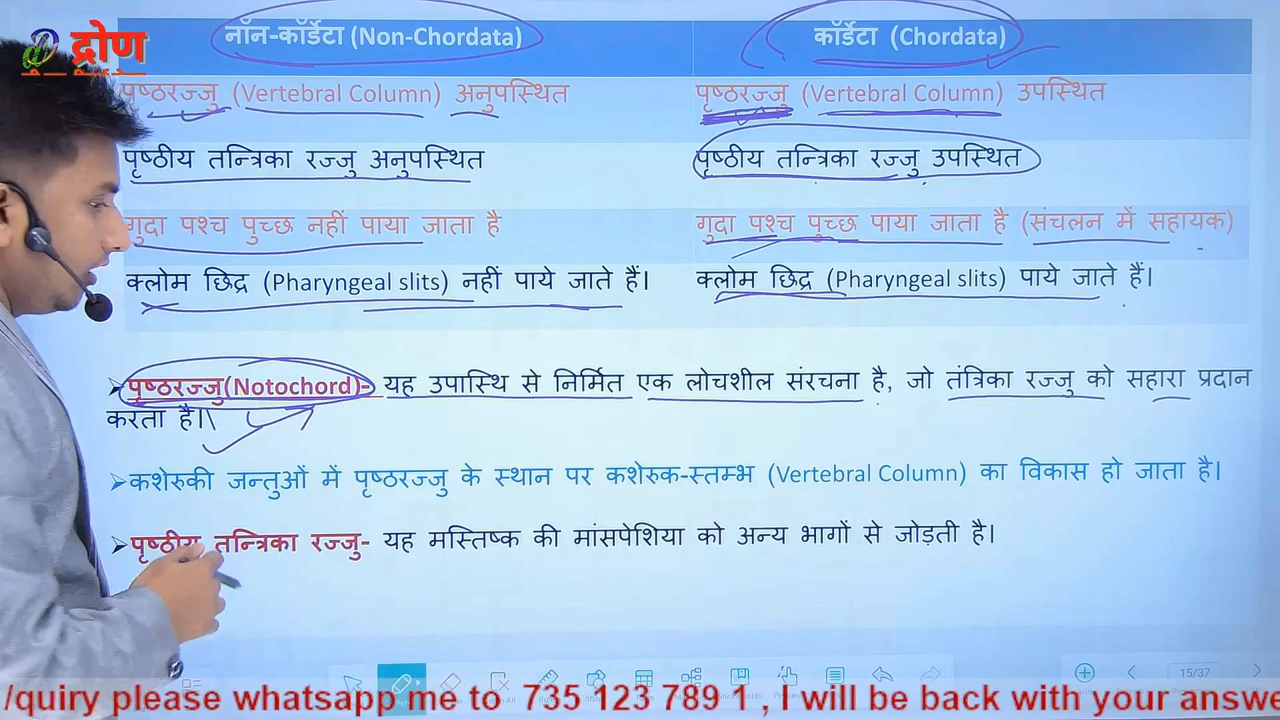 द्रोण
नॉन-कॉर्डेटा (Non-Chordata) कॉर्डेटा (Chordata)
पृष्ठरज्जु (Vertebral Column) अनुपस्थित पृष्ठरज्जु (Vertebral Column) उपस्थित
पृष्ठीय तन्त्रिका रज्जु अनुपस्थित पृष्ठीय तन्त्रिका रज्जु उपस्थित
गुदा पश्च पुच्छ नहीं पाया जाता है गुदा पश्च पुच्छ पाया जाता है (संचलन में सहायक)
क्लोम छिद्र (Pharyngeal slits) नहीं पाये जाते हैं। क्लोम छिद्र (Pharyngeal slits) पाये जाते हैं।
➢पृष्ठरज्जु(Notochord)- यह उपास्थि से निर्मित एक लोचशील संरचना है, जो तंत्रिका रज्जु को सहारा प्रदान
करता है।\
➢कशेरुकी जन्तुओं में पृष्ठरज्जु के स्थान पर कशेरुक-स्तम्भ (Vertebral Column) का विकास हो जाता है।
➢पृष्ठीय तन्त्रिका रज्जु- यह मस्तिष्क की मांसपेशिया को अन्य भागों से जोड़ती है।
15/37
/quiry please whatsapp me to 735 123 789 1 , I will be back with your answe